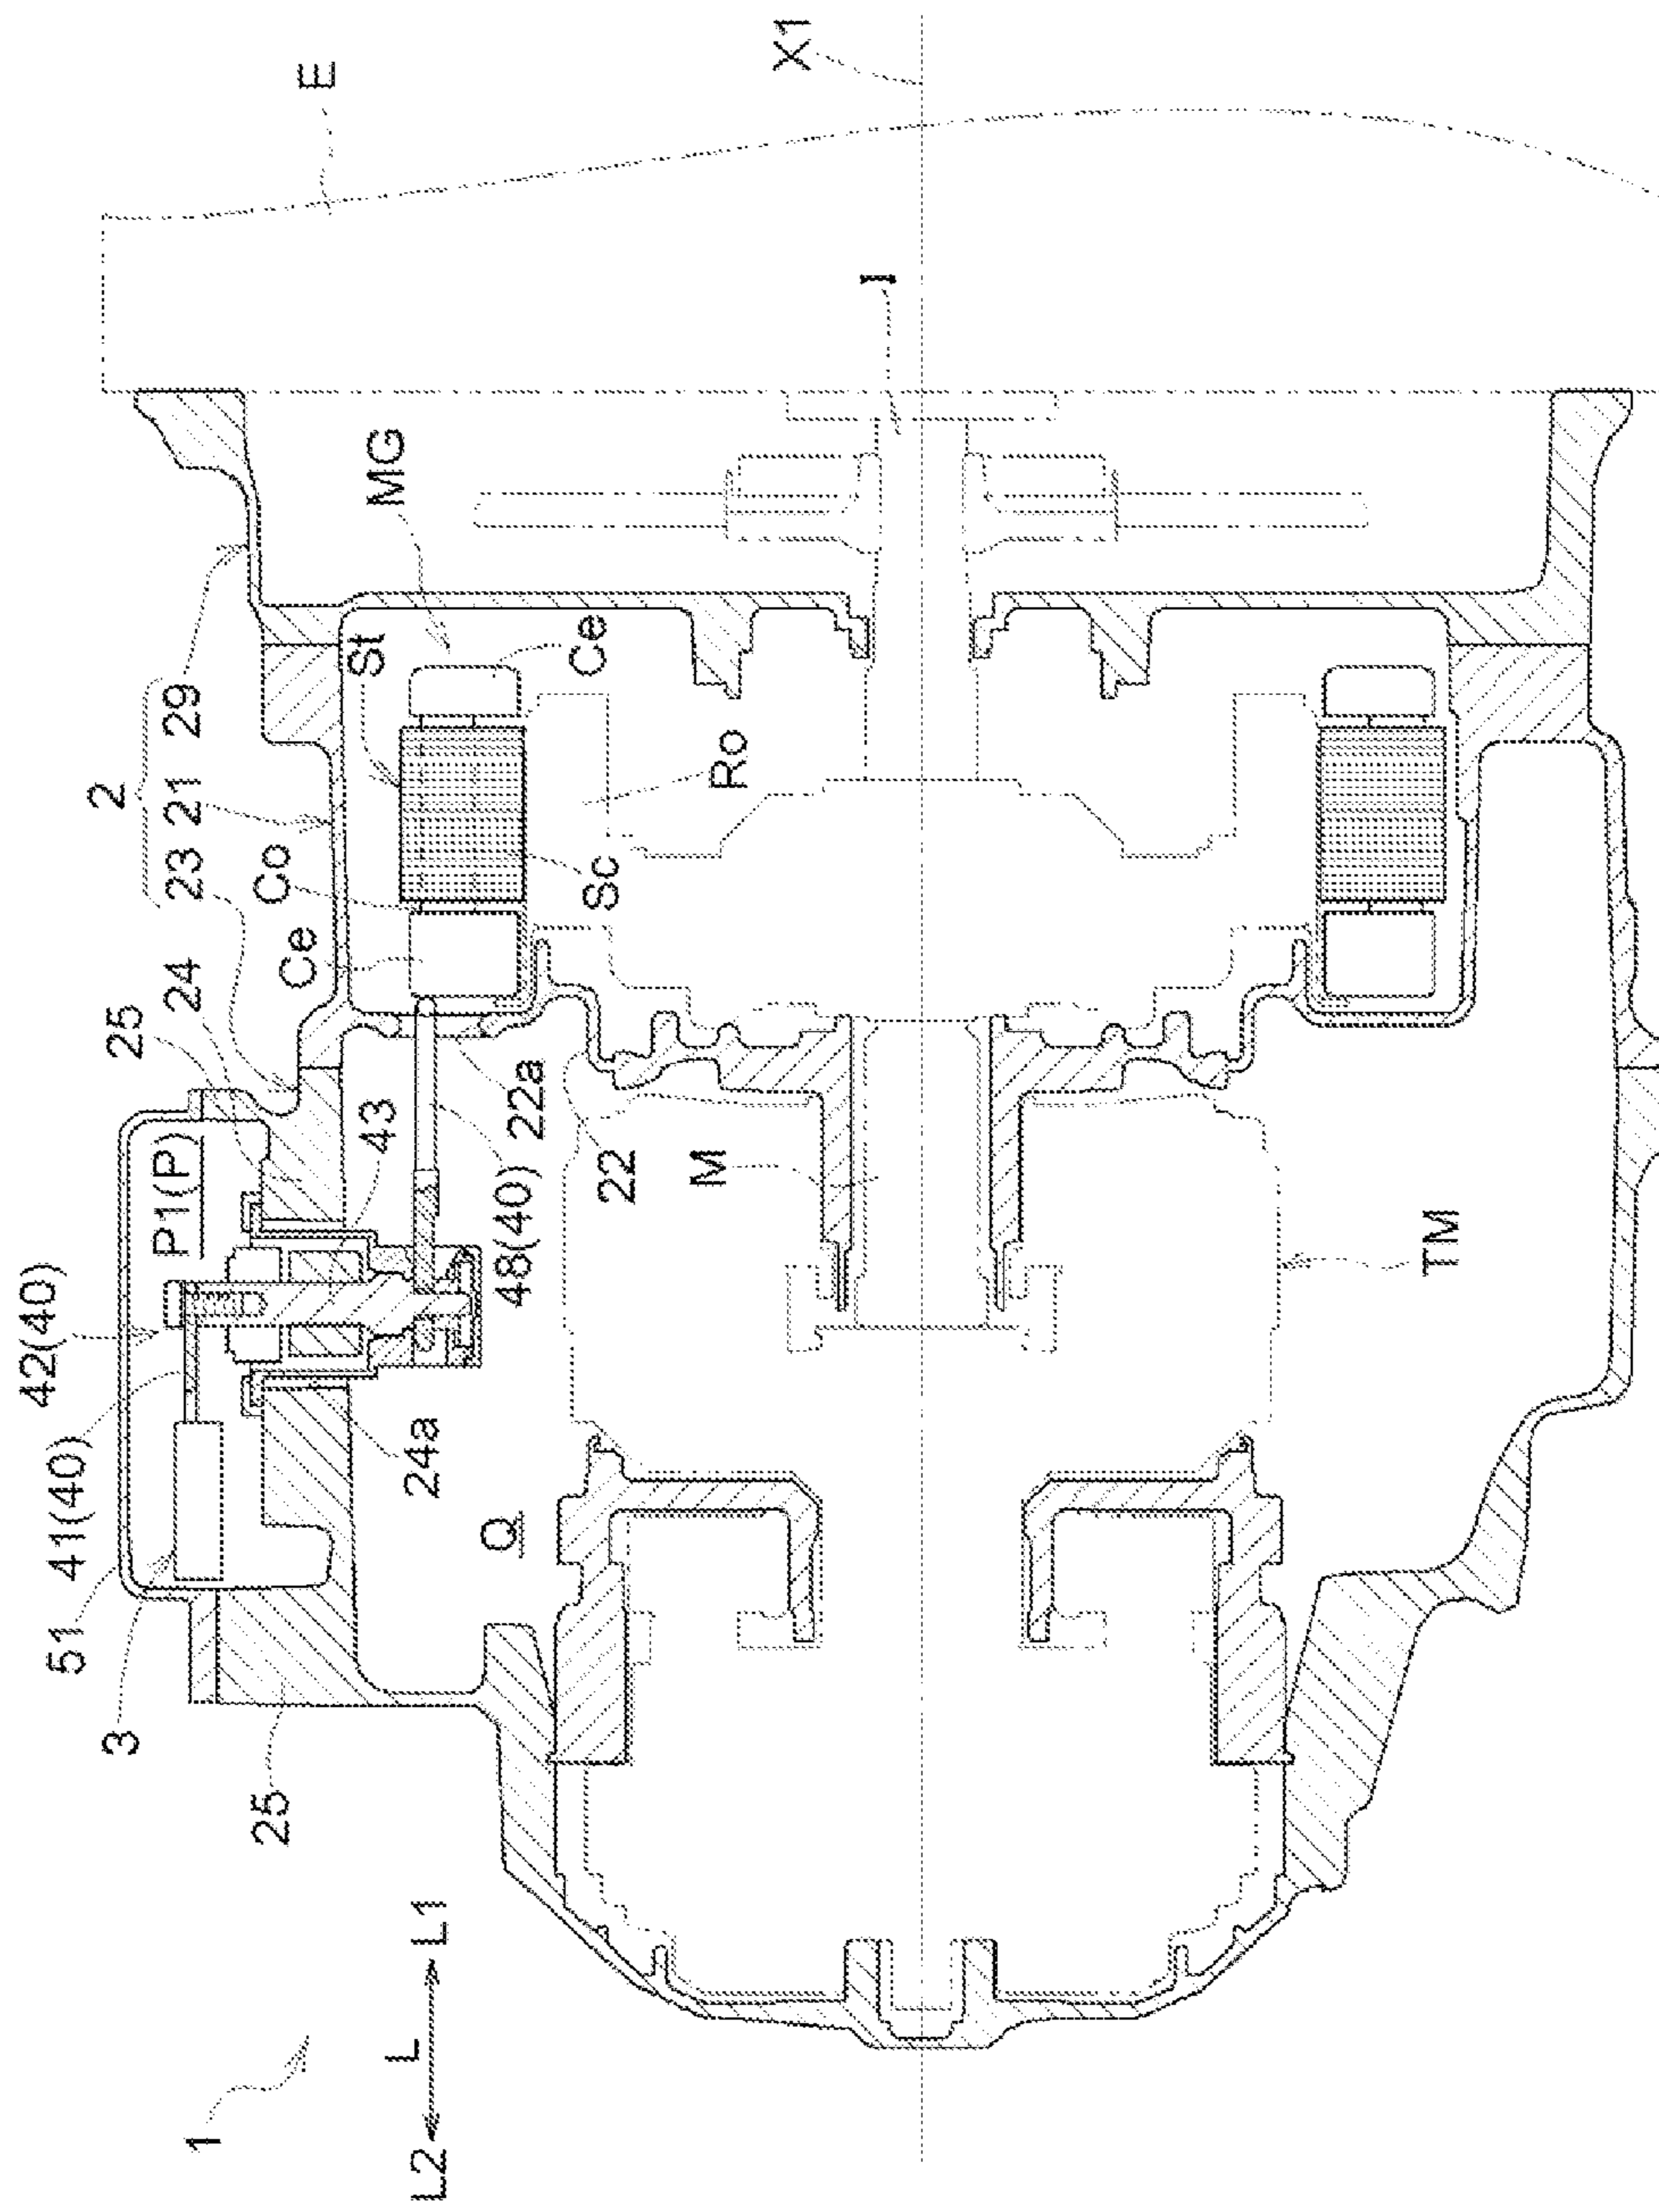 1
L2
L
L1
3
51
41(40)
42(40)
P1(P)
25
24
2
23
21
29
Ce
Co
St
MG
E
25
Q
24a
43
48(40)
22a
22
M
Sc
Ro
Ce
I
X1
TM